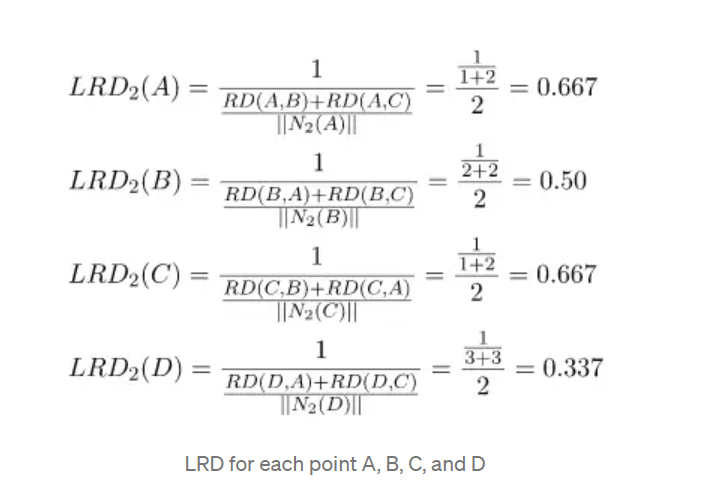 LRD₂(A) = 1 / ((RD(A,B)+RD(A,C)) / ||N₂(A)||) = (1/(1+2))/2 = 0.667
LRD₂(B) = 1 / ((RD(B,A)+RD(B,C)) / ||N₂(B)||) = (1/(2+2))/2 = 0.50
LRD₂(C) = 1 / ((RD(C,B)+RD(C,A)) / ||N₂(C)||) = (1/(1+2))/2 = 0.667
LRD₂(D) = 1 / ((RD(D,A)+RD(D,C)) / ||N₂(D)||) = (1/(3+3))/2 = 0.337
LRD for each point A, B, C, and D